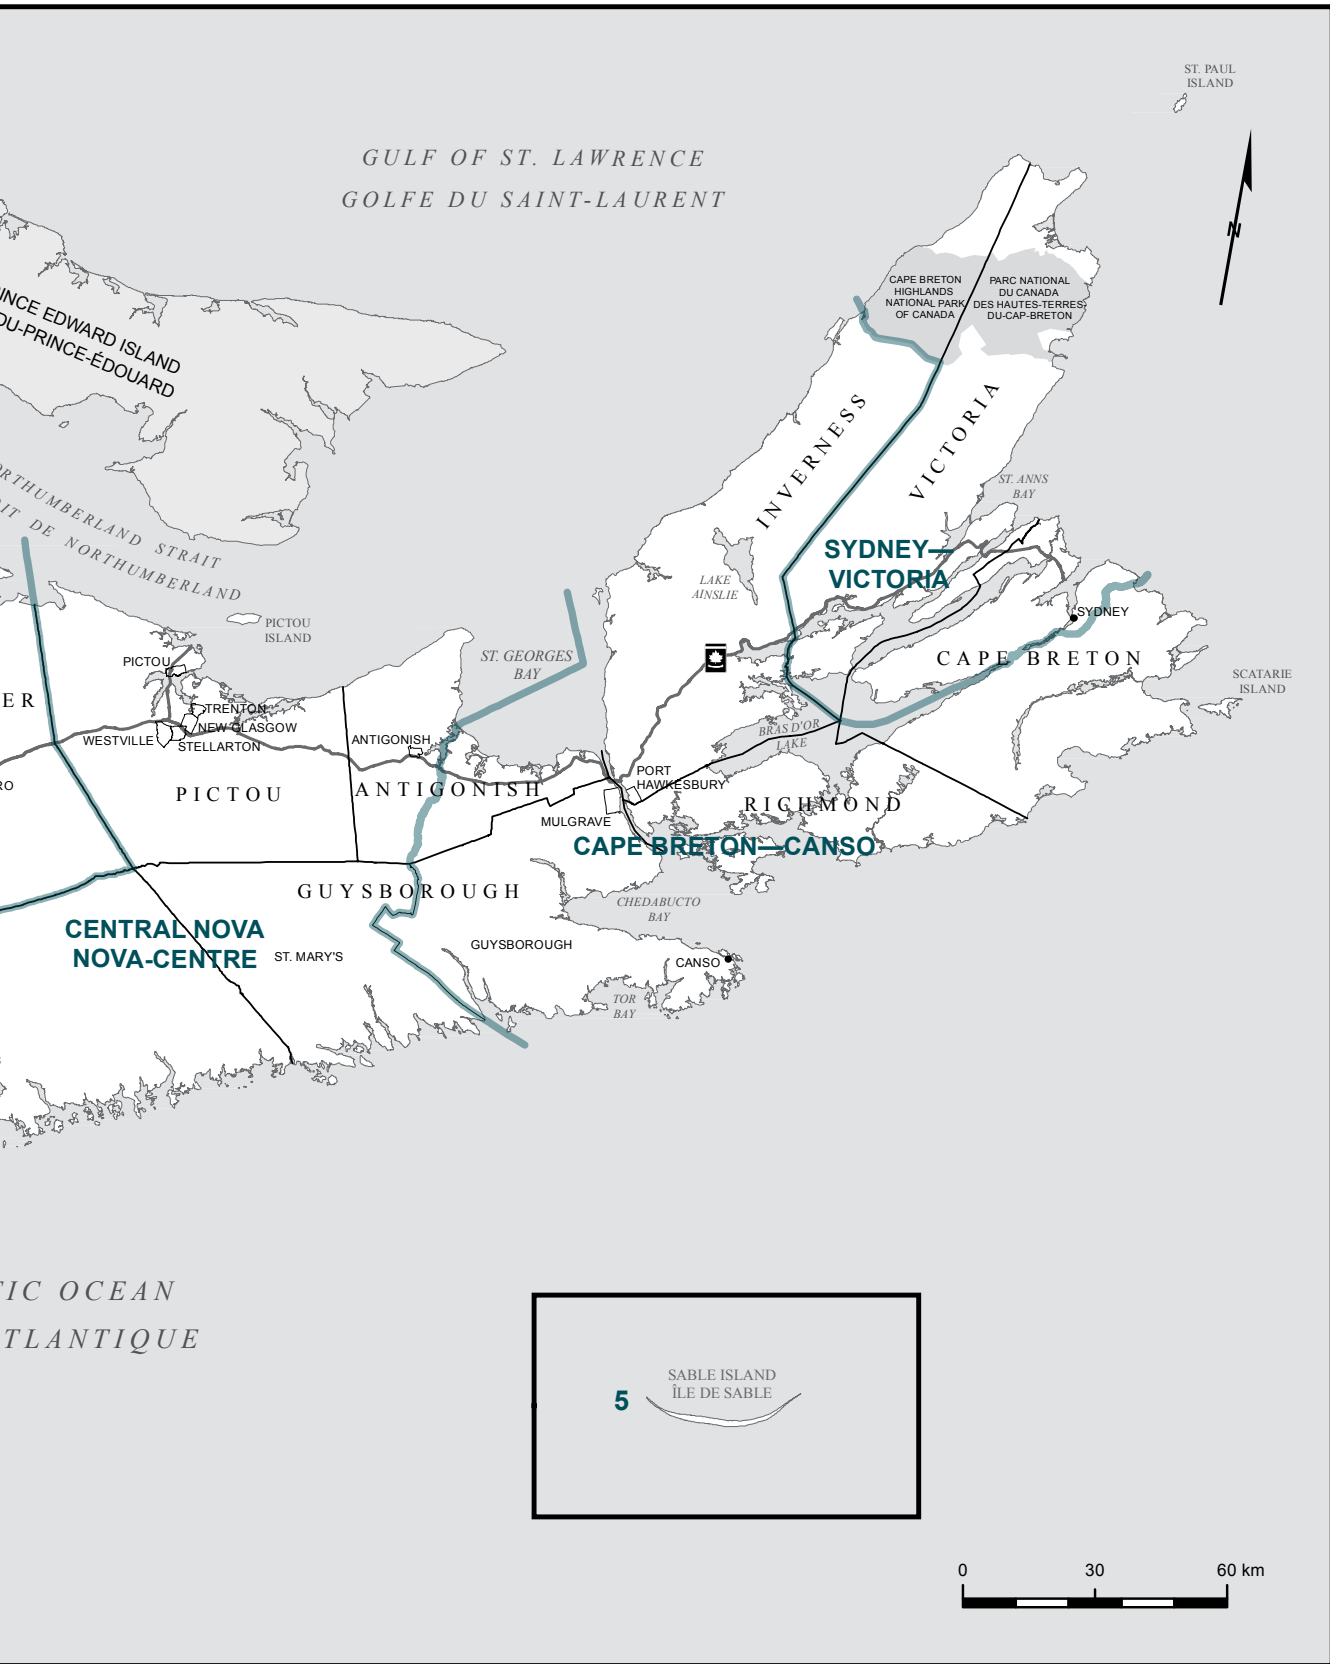 ST. PAUL
ISLAND
GULF OF ST. LAWRENCE
GOLFE DU SAINT-LAURENT
N
CAPE BRETON
HIGHLANDS
NATIONAL PARK
OF CANADA
PARC NATIONAL
DU CANADA
DES HAUTES-TERRES-
DU-CAP-BRETON
INCE EDWARD ISLAND
DU-PRINCE-ÉDOUARD
INVERNESS
VICTORIA
ST. ANNS
BAY
ORTHUMBERLAND STRAIT
IT DE NORTHUMBERLAND
SYDNEY—
VICTORIA
LAKE
AINSLIE
PICTOU
ISLAND
SYDNEY
CAPE BRETON
ST. GEORGES
BAY
SCATARIE
ISLAND
PICTOU
ER
TRENTON
NEW GLASGOW
WESTVILLE
STELLARTON
ANTIGONISH
BRAS D'OR
LAKE
PORT
HAWKESBURY
RO
PICTOU
ANTIGONISH
RICHMOND
MULGRAVE
CAPE BRETON—CANSO
GUYSBOROUGH
CHEDABUCTO
BAY
CENTRAL NOVA
NOVA-CENTRE
ST. MARY'S
GUYSBOROUGH
CANSO
TOR
BAY
TIC OCEAN
TLANTIQUE
SABLE ISLAND
ÎLE DE SABLE
5
0 30 60 km